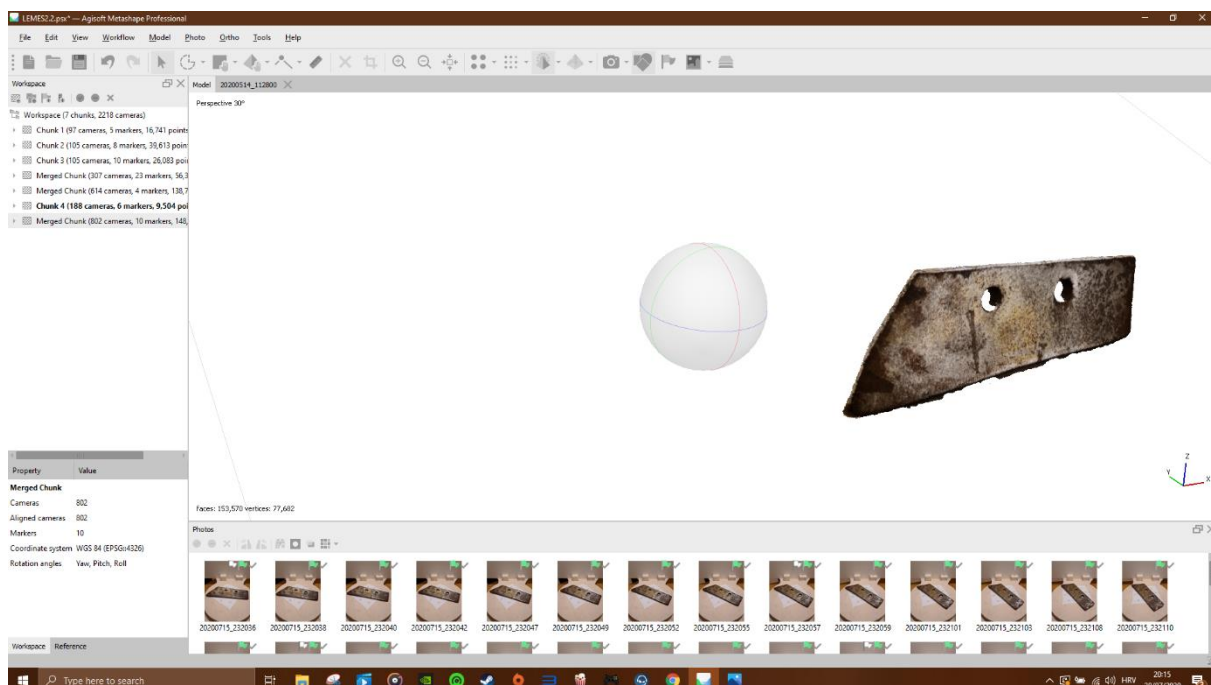 LEMES2.2.psx* — Agisoft Metashape Professional
File Edit View Workflow Model Photo Ortho Tools Help
Workspace
Model 20200514_112800
Perspective 30°
Workspace (7 chunks, 2218 cameras)
Chunk 1 (97 cameras, 5 markers, 16,741 points
Chunk 2 (105 cameras, 8 markers, 39,613 poin
Chunk 3 (105 cameras, 10 markers, 26,083 poi
Merged Chunk (307 cameras, 23 markers, 56,3
Merged Chunk (614 cameras, 4 markers, 138,7
Chunk 4 (188 cameras, 6 markers, 9,504 poi
Merged Chunk (802 cameras, 10 markers, 148,
Z
Y
X
Property Value
Merged Chunk
Cameras 802
Aligned cameras 802
Markers 10
Coordinate system WGS 84 (EPSG::4326)
Rotation angles Yaw, Pitch, Roll
Faces: 153,570 vertices: 77,682
Photos
20200715_232036 20200715_232038 20200715_232040 20200715_232042 20200715_232047 20200715_232049 20200715_232052 20200715_232055 20200715_232057 20200715_232059 20200715_232101 20200715_232103 20200715_232108 20200715_232110
Workspace Reference
Type here to search
HRV
20:15